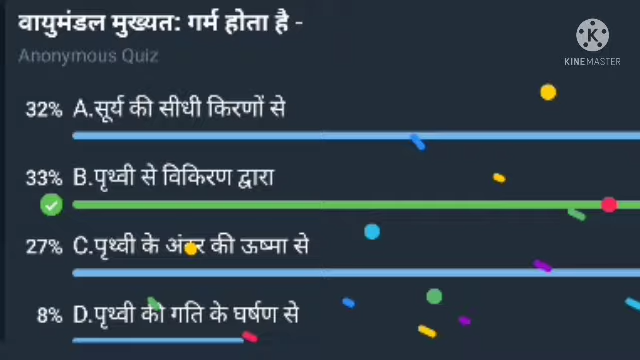 वायुमंडल मुख्यत: गर्म होता है -
Anonymous Quiz
K
KINEMASTER
32% A.सूर्य की सीधी किरणों से
33% B.पृथ्वी से विकिरण द्वारा
27% C.पृथ्वी के अंदर की ऊष्मा से
8% D.पृथ्वी की गति के घर्षण से